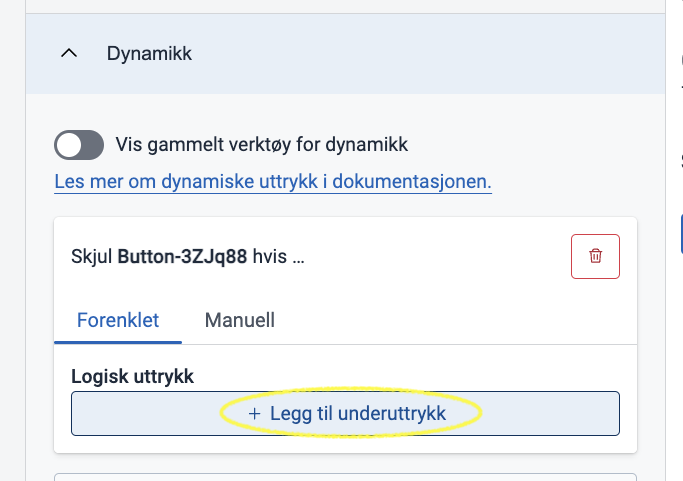 Dynamikk
Vis gammelt verktøy for dynamikk
Les mer om dynamiske uttrykk i dokumentasjonen.
Skjul Button-3ZJq88 hvis ...
Forenklet Manuell
Logisk uttrykk
+ Legg til underuttrykk